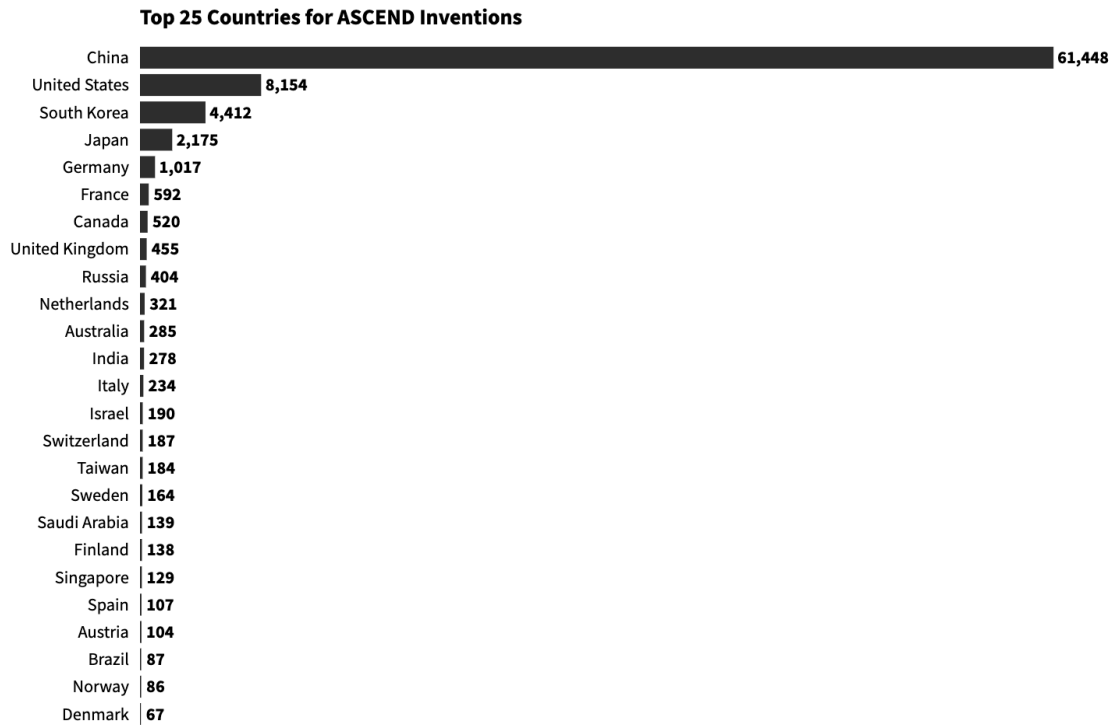 Top 25 Countries for ASCEND Inventions
China 61,448
United States 8,154
South Korea 4,412
Japan 2,175
Germany 1,017
France 592
Canada 520
United Kingdom 455
Russia 404
Netherlands 321
Australia 285
India 278
Italy 234
Israel 190
Switzerland 187
Taiwan 184
Sweden 164
Saudi Arabia 139
Finland 138
Singapore 129
Spain 107
Austria 104
Brazil 87
Norway 86
Denmark 67